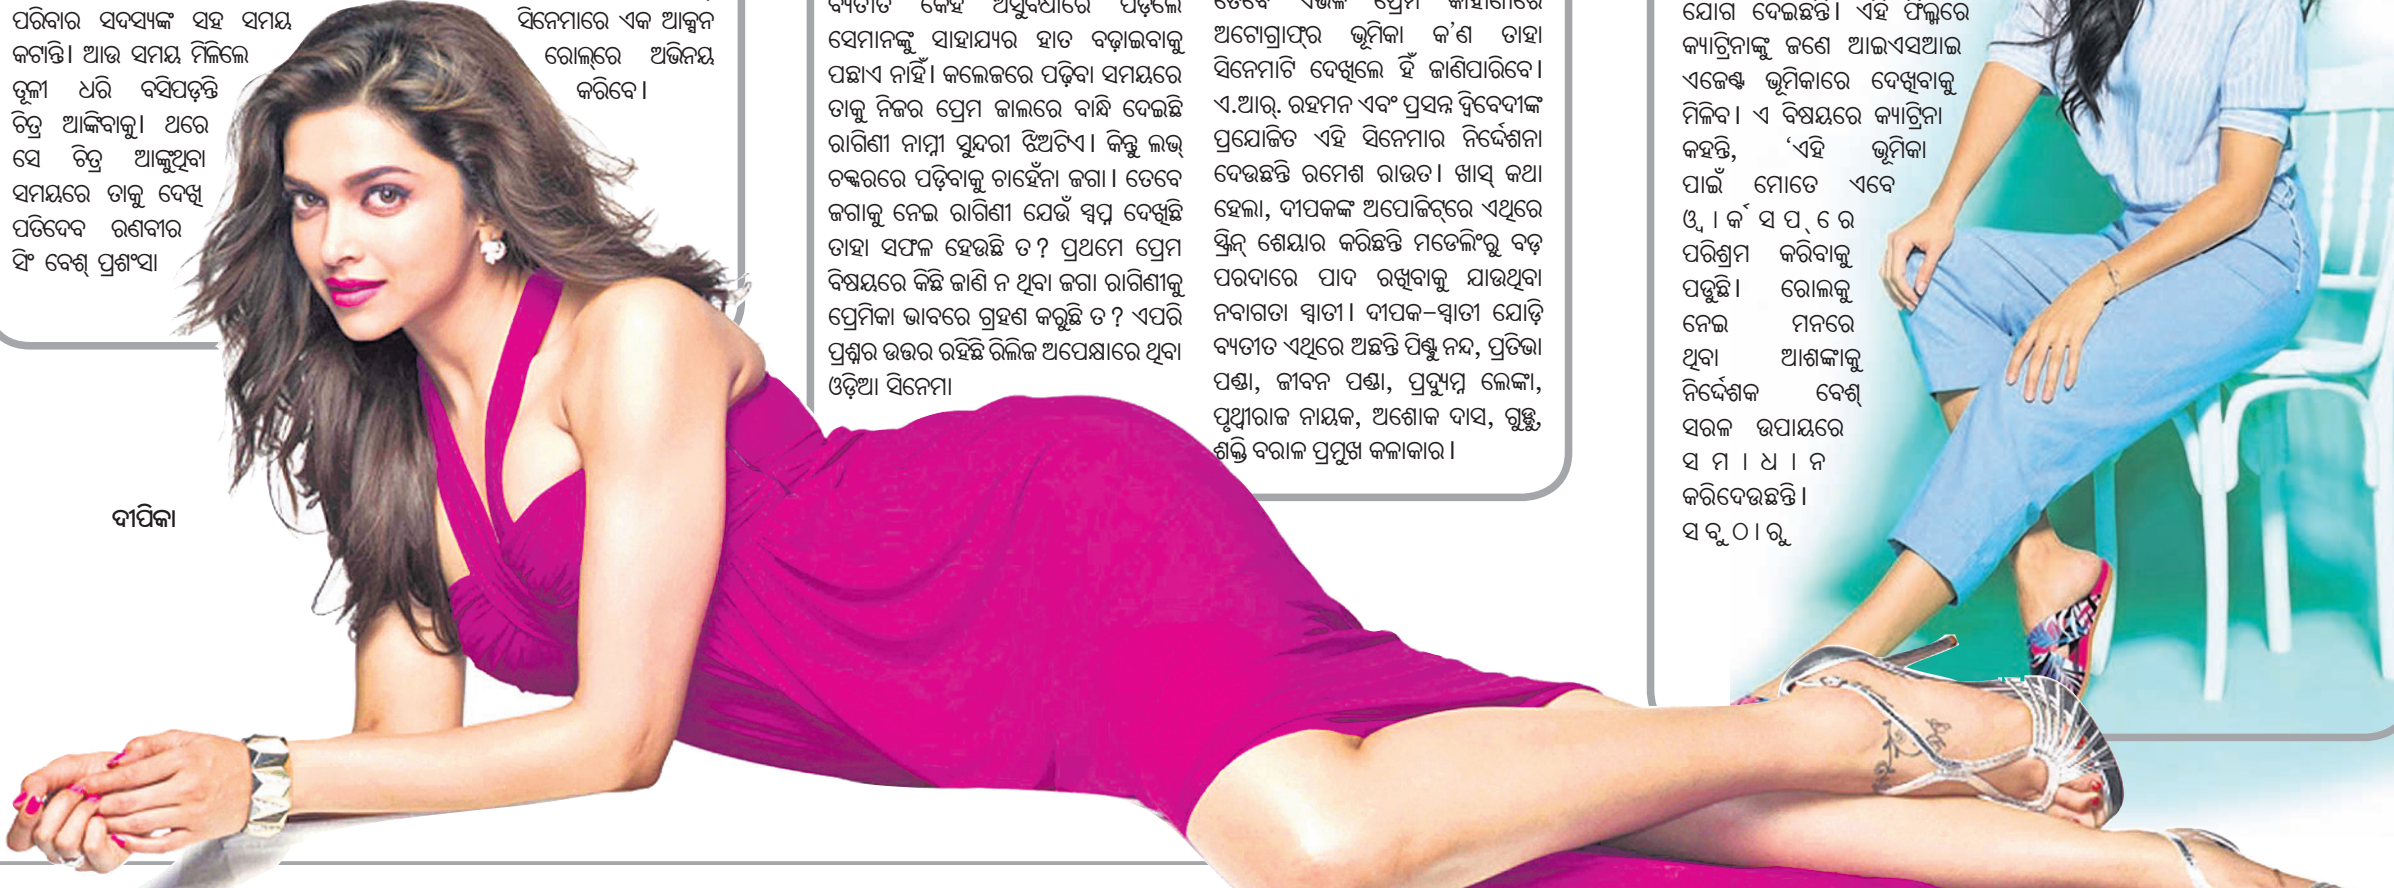 ପରିବାର ସଦସ୍ୟଙ୍କ ସହ ସମୟ
କଟାନ୍ତି। ଆଉ ସମୟ ମିଳିଲେ
ତୂଳୀ ଧରି ବସିପଡ଼ନ୍ତି
ଚିତ୍ର ଆଙ୍କିବାକୁ। ଥରେ
ସେ ଚିତ୍ର ଆଙ୍କୁଥିବା
ସମୟରେ ତାକୁ ଦେଖି
ପତିଦେବ ରଣବୀର
ସିଂ ବେଶ୍ ପ୍ରଶଂସା
ସିନେମାରେ ଏକ ଆକ୍ସନ
ରୋଲ୍‌ରେ ଅଭିନୟ
କରିବେ।
ଦୀପିକା
ବ୍ୟତୀତ କେହି ଅସୁବିଧାରେ ପଡ଼ିଲେ
ସେମାନଙ୍କୁ ସାହାଯ୍ୟର ହାତ ବଢ଼ାଇବାକୁ
ପଛାଏ ନାହିଁ। କଲେଜରେ ପଢ଼ିବା ସମୟରେ
ତାକୁ ନିଜର ପ୍ରେମ ଜାଲରେ ବାନ୍ଧି ଦେଇଛି
ରାଗିଣୀ ନାମ୍ନୀ ସୁନ୍ଦରୀ ଝିଅଟିଏ। କିନ୍ତୁ ଲଭ୍
ଚକ୍କରରେ ପଡ଼ିବାକୁ ଚାହେଁନା ଜଗା। ତେବେ
ଜଗାକୁ ନେଇ ରାଗିଣୀ ଯେଉଁ ସ୍ୱପ୍ନ ଦେଖିଛି
ତାହା ସଫଳ ହେଉଛି ତ? ପ୍ରଥମେ ପ୍ରେମ
ବିଷୟରେ କିଛି ଜାଣି ନ ଥିବା ଜଗା ରାଗିଣୀକୁ
ପ୍ରେମିକା ଭାବରେ ଗ୍ରହଣ କରୁଛି ତ? ଏପରି
ପ୍ରଶ୍ନର ଉତ୍ତର ରହିଛି ରିଲିଜ ଅପେକ୍ଷାରେ ଥିବା
ଓଡ଼ିଆ ସିନେମା
ତେବେ ଏଭଳି ପ୍ରେମ କାହାଣୀରେ
ଅଟୋଗ୍ରାଫ୍‌ର ଭୂମିକା କ'ଣ ତାହା
ସିନେମାଟି ଦେଖିଲେ ହିଁ ଜାଣିପାରିବେ।
ଏ.ଆର୍. ରହମନ ଏବଂ ପ୍ରସନ୍ନ ଦ୍ବିବେଦୀଙ୍କ
ପ୍ରଯୋଜିତ ଏହି ସିନେମାର ନିର୍ଦ୍ଦେଶନା
ଦେଉଛନ୍ତି ରମେଶ ରାଉତ। ଖାସ୍ କଥା
ହେଲା, ଦୀପକଙ୍କ ଅପୋଜିଟ୍‌ରେ ଏଥିରେ
ସ୍କ୍ରିନ୍ ଶେୟାର କରିଛନ୍ତି ମଡେଲିଂରୁ ବଡ଼
ପରଦାରେ ପାଦ ରଖିବାକୁ ଯାଉଥିବା
ନବାଗତା ସ୍ୱାତୀ। ଦୀପକ–ସ୍ୱାତୀ ଯୋଡ଼ି
ବ୍ୟତୀତ ଏଥିରେ ଅଛନ୍ତି ପିଣ୍ଟୁ ନନ୍ଦ, ପ୍ରତିଭା
ପଣ୍ଡା, ଜୀବନ ପଣ୍ଡା, ପ୍ରଦ୍ୟୁମ୍ନ ଲେଙ୍କା,
ପୃଥ୍ୱୀରାଜ ନାୟକ, ଅଶୋକ ଦାସ, ଗୁଡ୍ଡୁ,
ଶକ୍ତି ବରାଳ ପ୍ରମୁଖ କଳାକାର।
ଯୋଗ ଦେଇଛନ୍ତି। ଏହି ଫିଲ୍ମରେ
କ୍ୟାଟ୍ରିନାଙ୍କୁ ଜଣେ ଆଇଏସଆଇ
ଏଜେଣ୍ଟ ଭୂମିକାରେ ଦେଖିବାକୁ
ମିଳିବ। ଏ ବିଷୟରେ କ୍ୟାଟ୍ରିନା
କହନ୍ତି, ‘ଏହି ଭୂମିକା
ପାଇଁ ମୋତେ ଏବେ
ଓ୍ୱାର୍କସପ୍‌ରେ
ପରିଶ୍ରମ କରିବାକୁ
ପଡୁଛି। ରୋଲକୁ
ନେଇ ମନରେ
ଥିବା ଆଶଙ୍କାକୁ
ନିର୍ଦ୍ଦେଶକ ବେଶ୍
ସରଳ ଉପାୟରେ
ସମାଧାନ
କରିଦେଉଛନ୍ତି।
ସବୁଠାରୁ